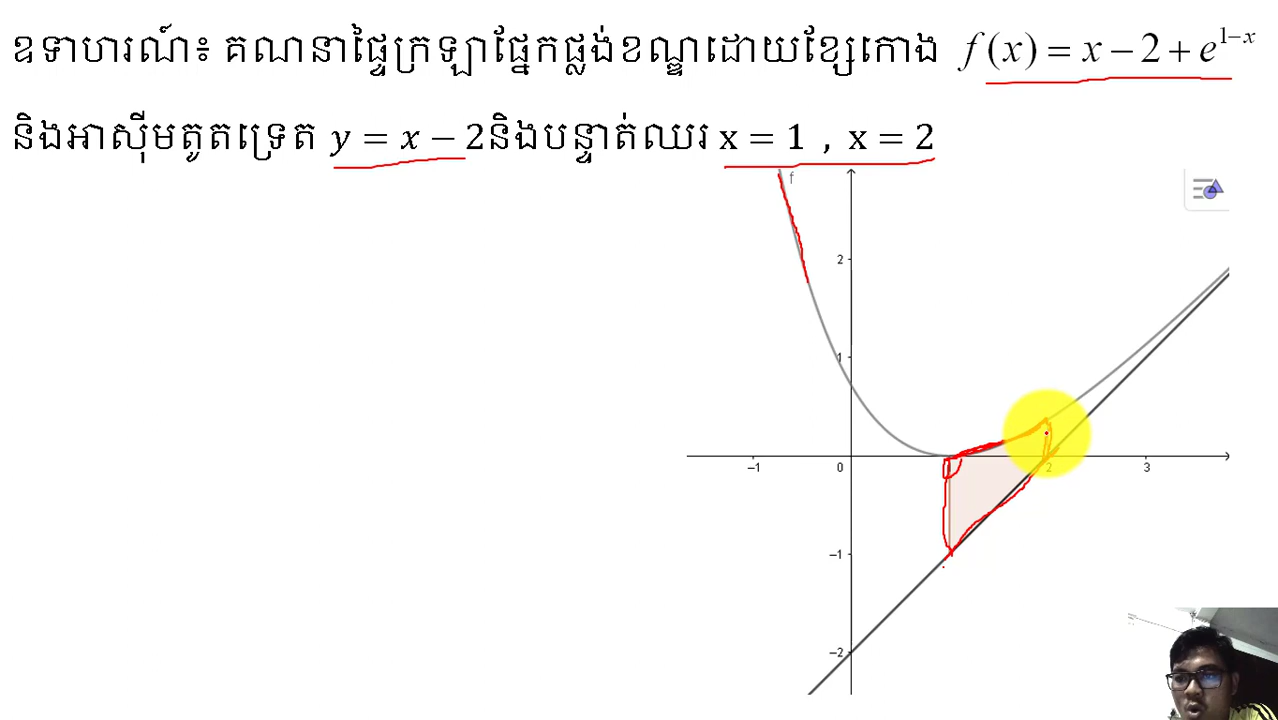 ឧទាហរណ៍៖ គណនាផ្ទៃក្រឡាផ្នែកប្លង់ខណ្ឌដោយខ្សែកោង f(x) = x − 2 + e^{1−x}
និងអាស៊ីមតូតទ្រេត y = x − 2និងបន្ទាត់ឈរ x = 1 , x = 2
f
2
1
−1 0 2 3
−1
−2